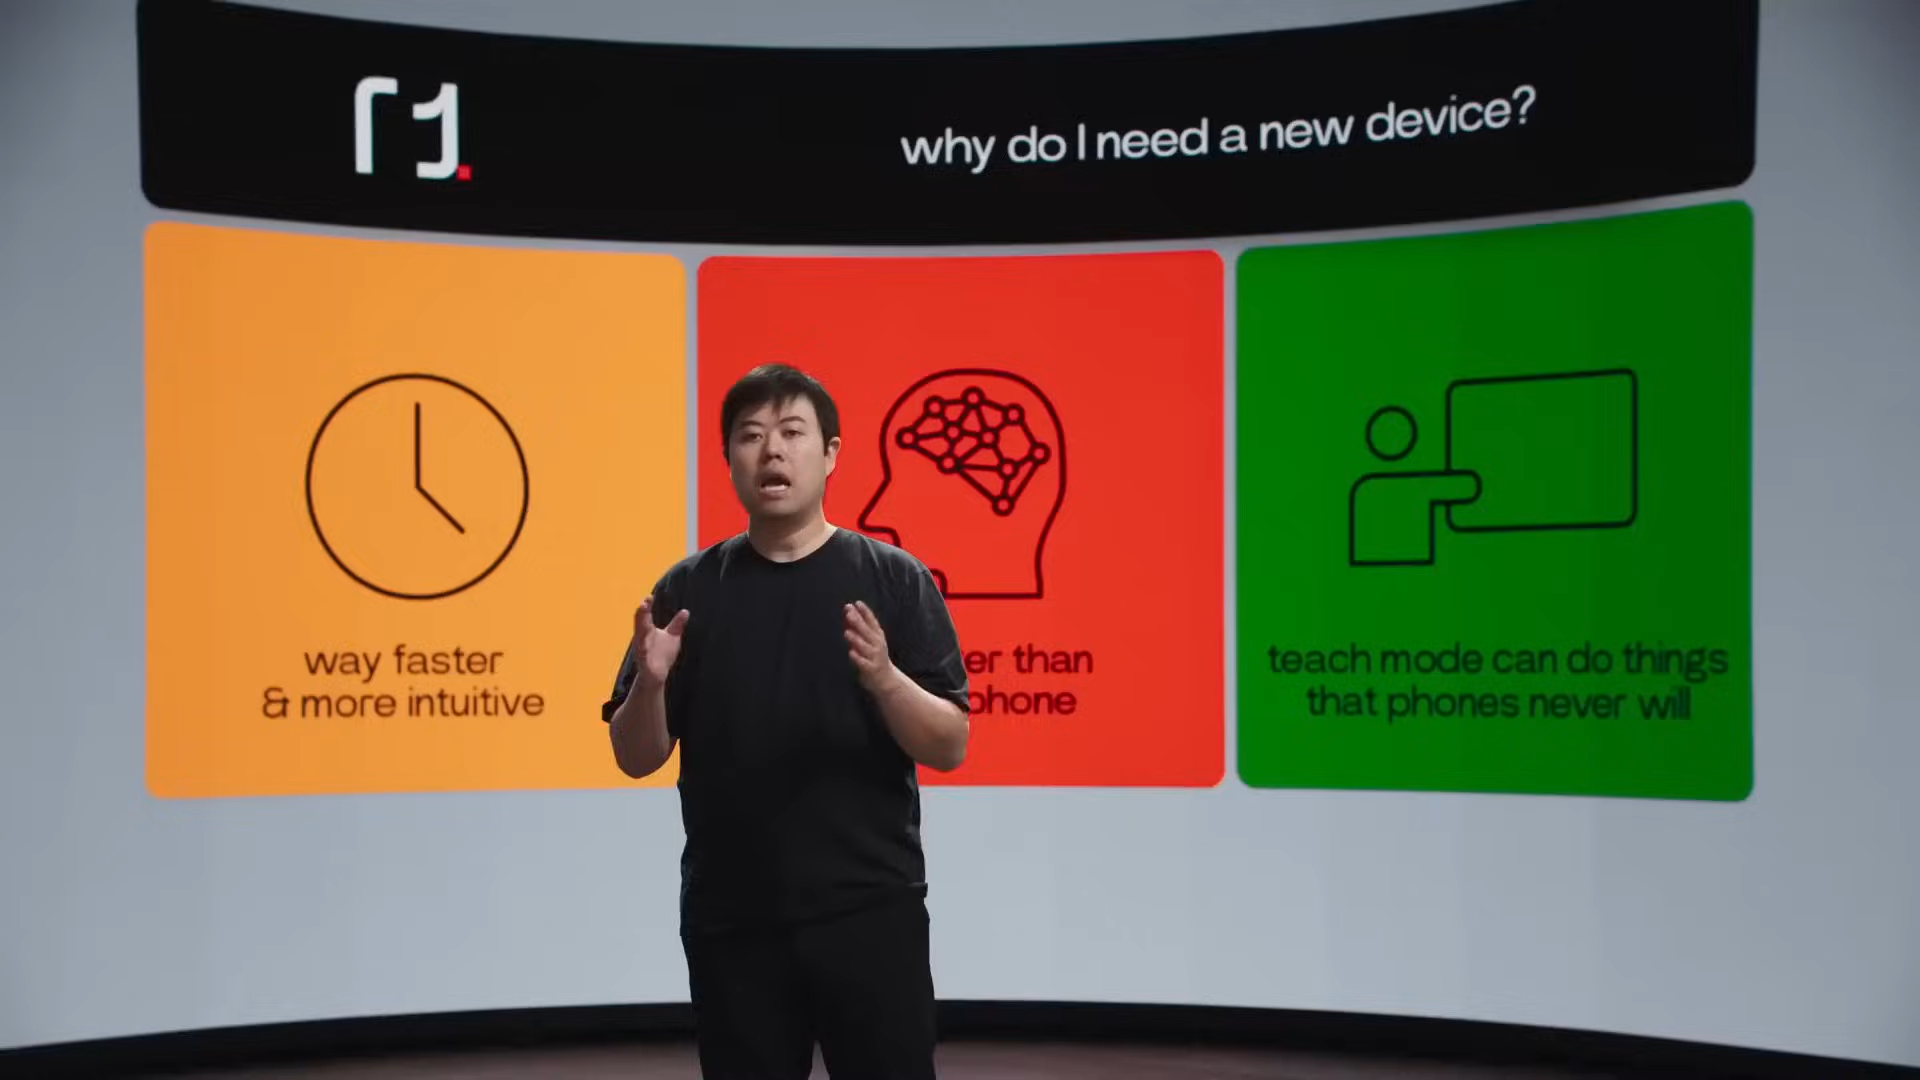 r1.
why do I need a new device?
way faster
& more intuitive
er than
phone
teach mode can do things
that phones never will